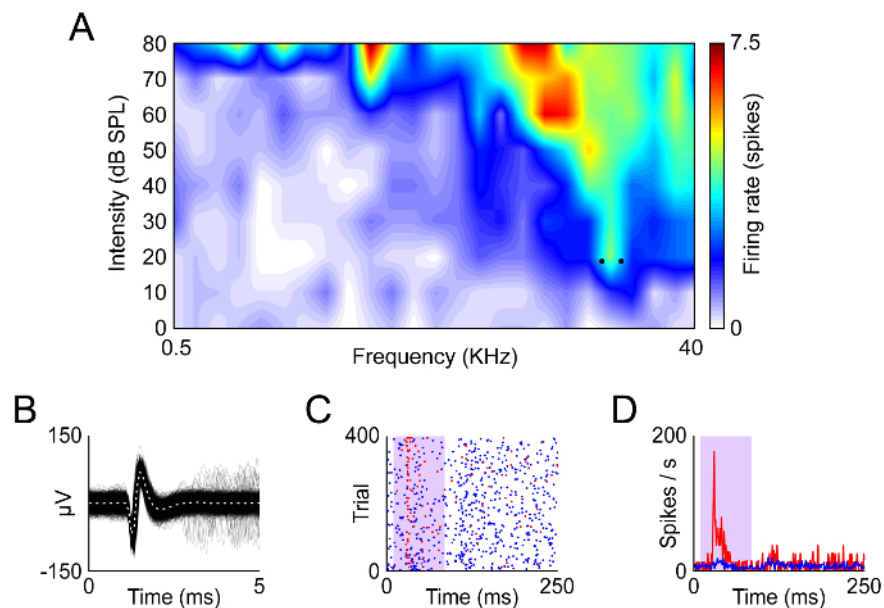 A
80
70
60
50
40
30
20
10
0
Intensity (dB SPL)
0.5
Frequency (KHz)
40
7.5
0
Firing rate (spikes)
B
150
µV
-150
0
Time (ms)
5
C
400
Trial
0
0
Time (ms)
250
D
200
Spikes / s
0
0
Time (ms)
250